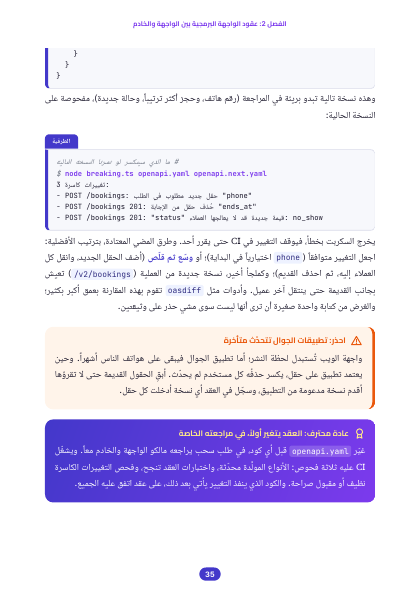 الفصل 2: عقود الواجهة البرمجية بين الواجهة والخادم
}
}
}
وهذه نسخة تالية تبدو بريئة في المراجعة (رقم هاتف، وحجز أكثر ترتيباً، وحالة جديدة)، مفحوصة على
النسخة الحالية:
الطرفية
# ما الذي سينكسر لو نصرنا النسخة التالية
$ node breaking.ts openapi.yaml openapi.next.yaml
3 تغييرات كاسرة:
- POST /bookings: حقل جديد مطلوب في الطلب "phone"
- POST /bookings 201: حُذف حقل من الإجابة "ends_at"
- POST /bookings 201: "status" قيمة جديدة قد لا يعالجها العملاء: no_show
يخرج السكربت بخطأ، فيوقف التغيير في CI حتى يقرر أحد. وطرق المضي المعتادة، بترتيب الأفضلية:
اجعل التغيير متوافقاً (phone اختيارياً في البداية)؛ أو وسّع ثم قلّص (أضف الحقل الجديد، وانقل كل
العملاء إليه، ثم احذف القديم)؛ وكملجأ أخير، نسخة جديدة من العملية (/v2/bookings) تعيش
بجانب القديمة حتى ينتقل آخر عميل. وأدوات مثل oasdiff تقوم بهذه المقارنة بعمق أكبر بكثير؛
والغرض من كتابة واحدة صغيرة أن ترى أنها ليست سوى مشي حذر على وثيقتين.
احذر: تطبيقات الجوال تتحدّث متأخرة
واجهة الويب تُستبدل لحظة النشر؛ أما تطبيق الجوال فيبقى على هواتف الناس أشهراً. وحين
يعتمد تطبيق على حقل، يكسر حذفُه كل مستخدم لم يحدّث. أبقِ الحقول القديمة حتى لا تقرؤها
أقدم نسخة مدعومة من التطبيق، وسجّل في العقد أي نسخة أدخلت كل حقل.
عادة محترف: العقد يتغير أولاً، في مراجعته الخاصة
غيّر openapi.yaml قبل أي كود، في طلب سحب يراجعه مالكو الواجهة والخادم معاً. ويشغّل
CI عليه ثلاثة فحوص: الأنواع المولّدة محدّثة، واختبارات العقد تنجح، وفحص التغييرات الكاسرة
نظيف أو مقبول صراحة. والكود الذي ينفذ التغيير يأتي بعد ذلك، على عقد اتفق عليه الجميع.
35